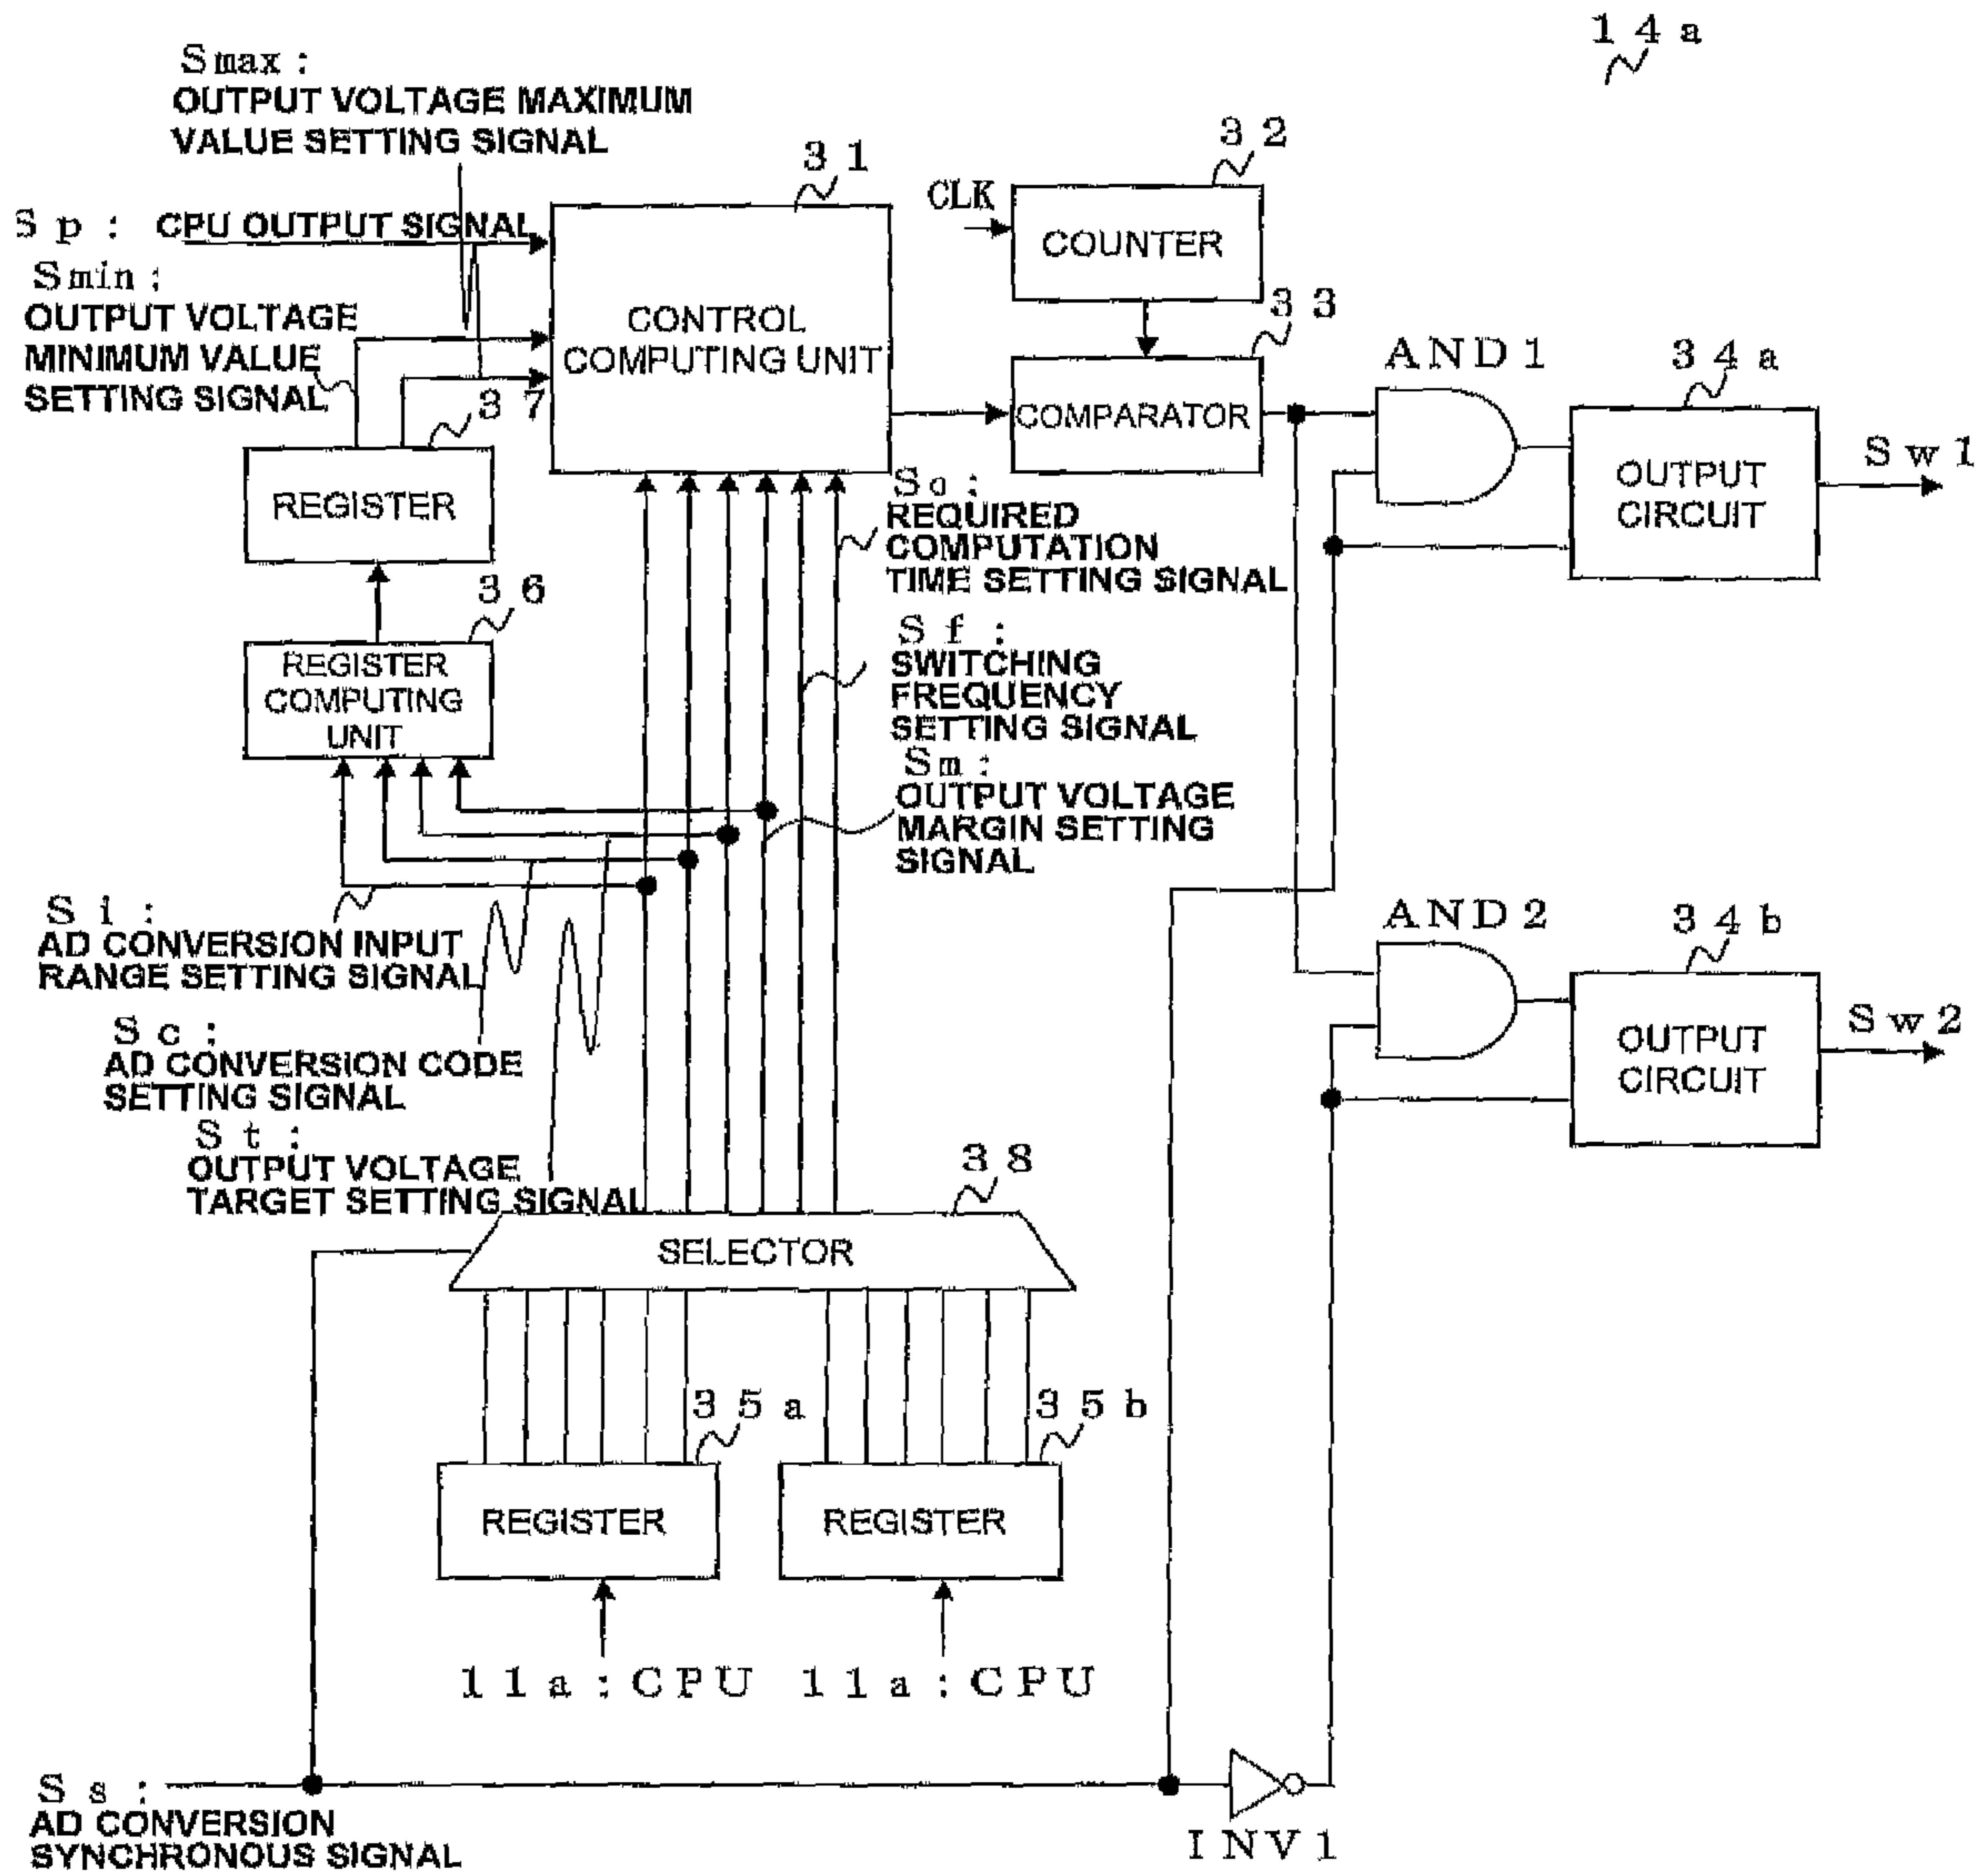 14a
Smax:
OUTPUT VOLTAGE MAXIMUM
VALUE SETTING SIGNAL
31
32
CLK
COUNTER
Sp: CPU OUTPUT SIGNAL
Smin:
OUTPUT VOLTAGE
MINIMUM VALUE
SETTING SIGNAL
37
CONTROL
COMPUTING UNIT
33
COMPARATOR
AND1
34a
OUTPUT
CIRCUIT
Sw1
REGISTER
So:
REQUIRED
COMPUTATION
TIME SETTING SIGNAL
36
REGISTER
COMPUTING
UNIT
Sf:
SWITCHING
FREQUENCY
SETTING SIGNAL
Sm:
OUTPUT VOLTAGE
MARGIN SETTING
SIGNAL
Si:
AD CONVERSION INPUT
RANGE SETTING SIGNAL
AND2
34b
OUTPUT
CIRCUIT
Sw2
Sc:
AD CONVERSION CODE
SETTING SIGNAL
St:
OUTPUT VOLTAGE
TARGET SETTING SIGNAL
38
SELECTOR
35a
35b
REGISTER
REGISTER
11a:CPU
11a:CPU
Ss:
AD CONVERSION
SYNCHRONOUS SIGNAL
INV1